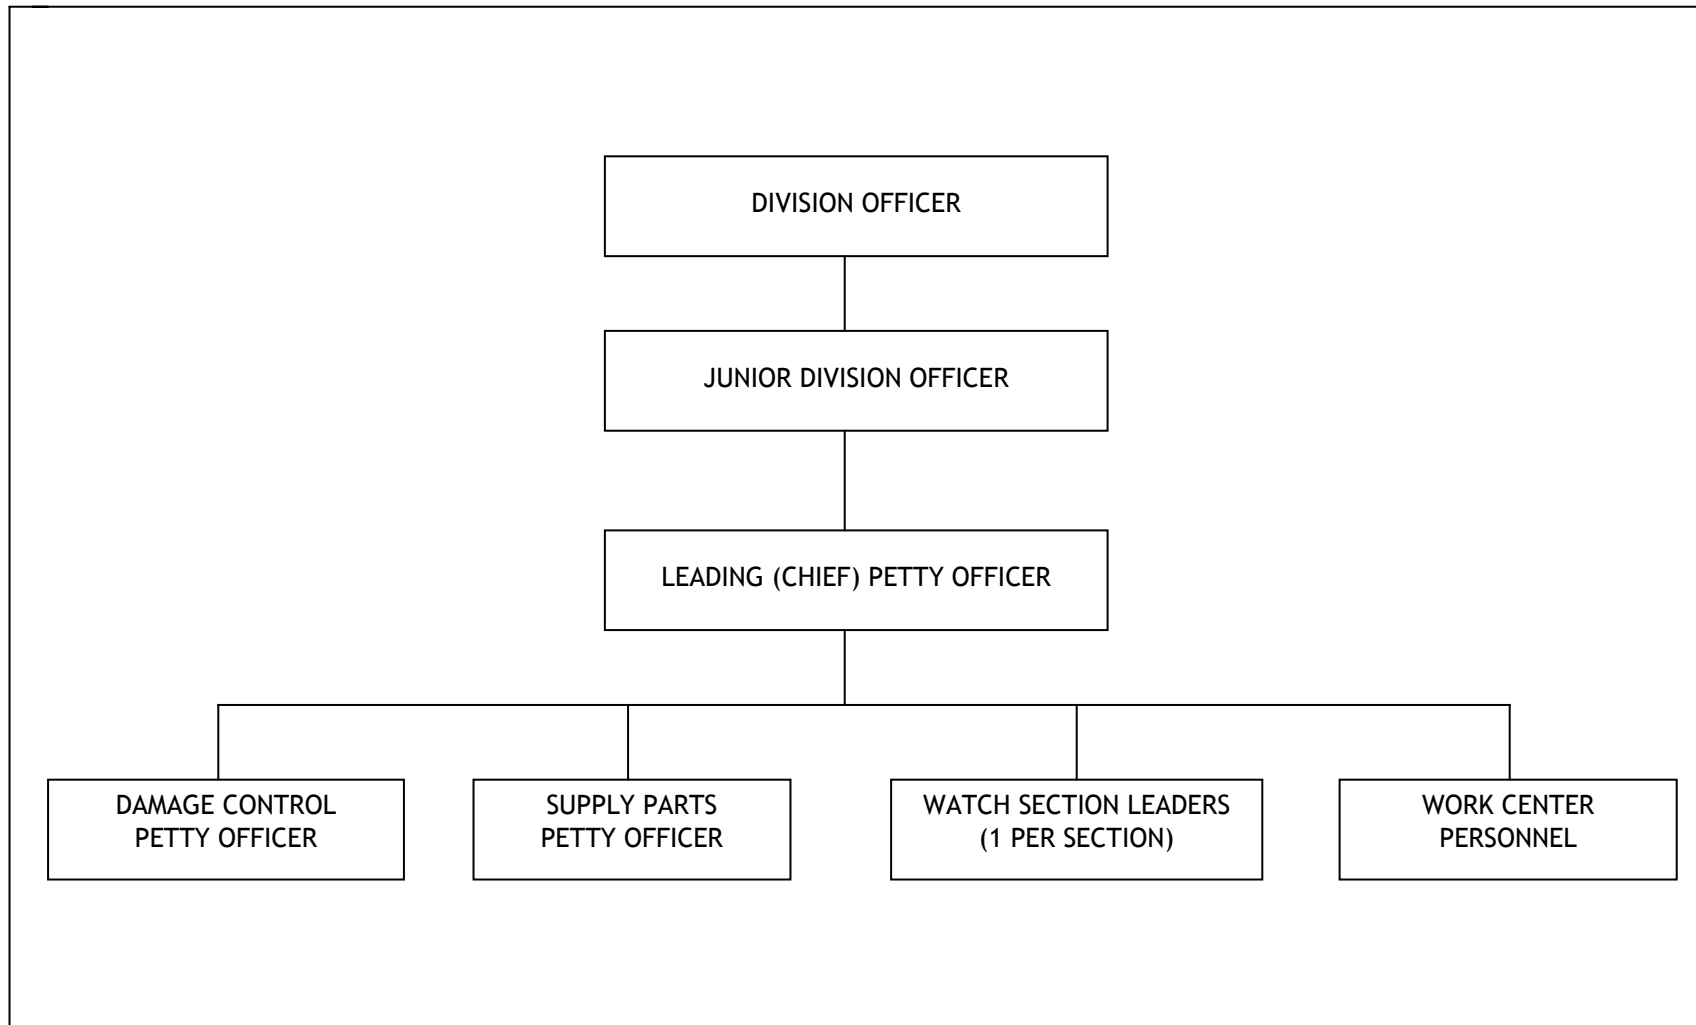 DIVISION OFFICER
JUNIOR DIVISION OFFICER
LEADING (CHIEF) PETTY OFFICER
DAMAGE CONTROL
PETTY OFFICER
SUPPLY PARTS
PETTY OFFICER
WATCH SECTION LEADERS
(1 PER SECTION)
WORK CENTER
PERSONNEL